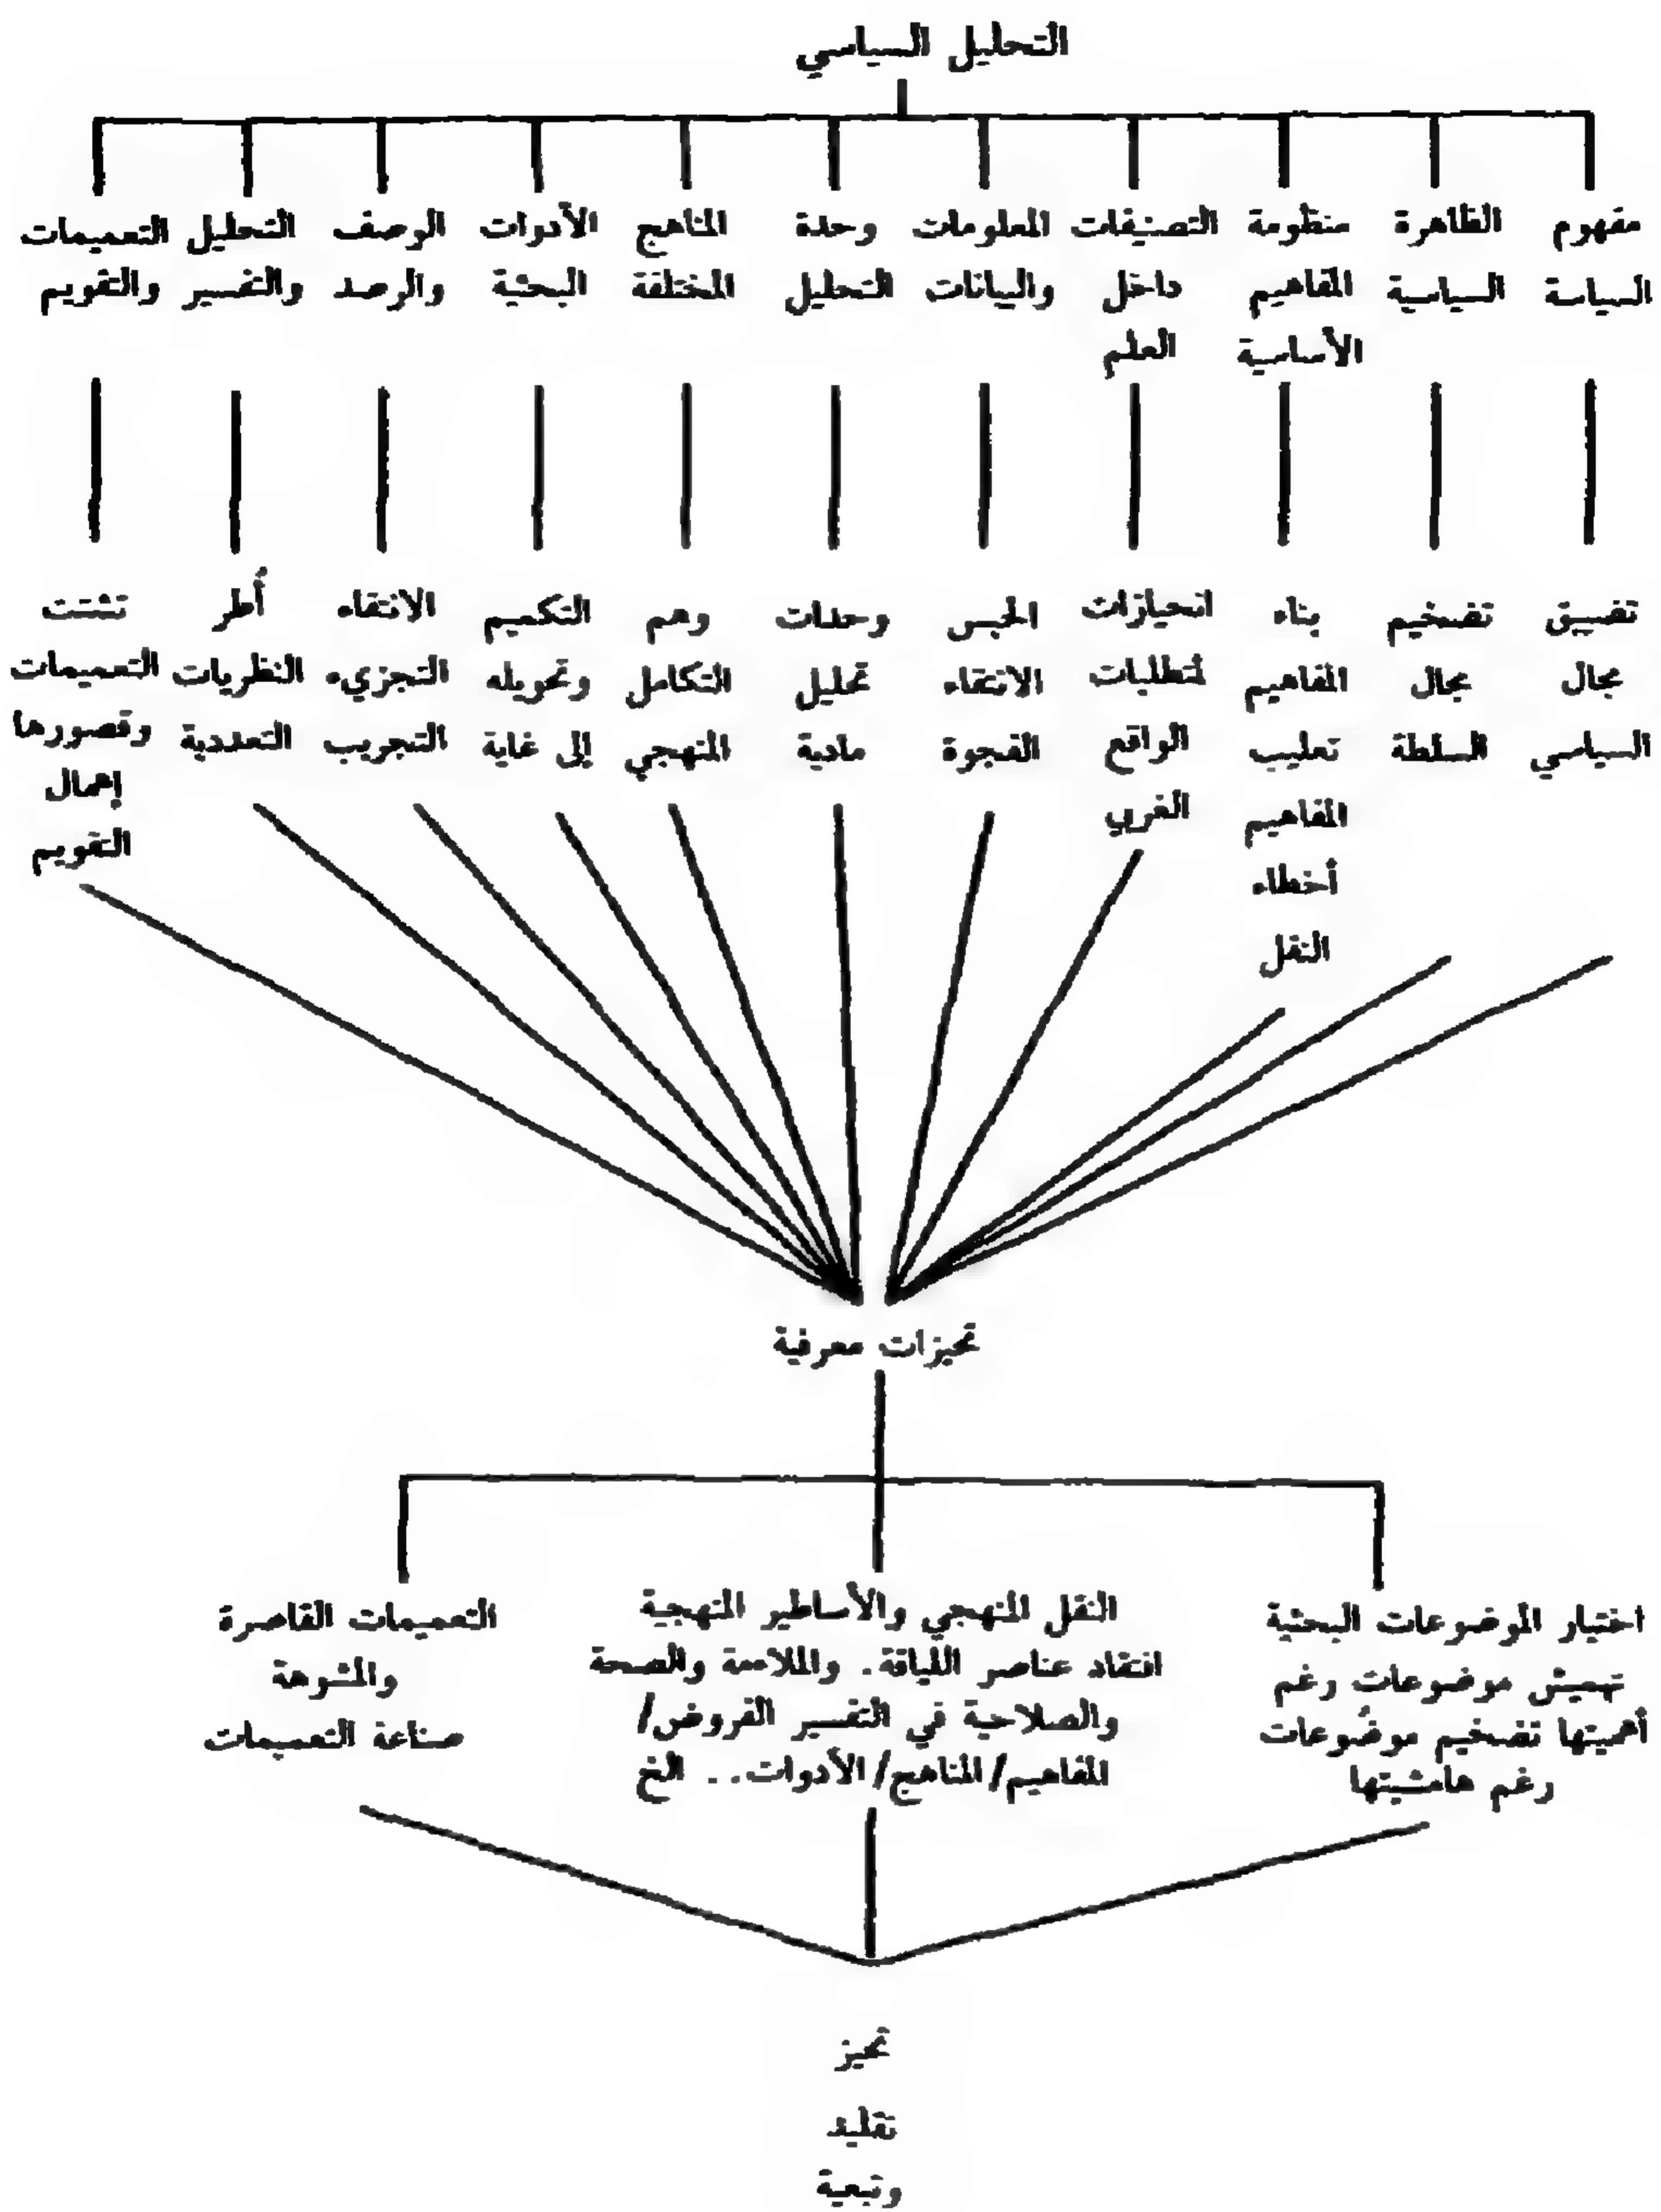 التحليل السياسي
مفهوم
السياسة
الظاهرة
السياسية
منظومة
المفاهيم
الأساسية
التصنيفات
داخل
العلم
المعلومات
والبيانات
وحدة
التحليل
المناهج
المختلفة
الأدوات
البحثية
الوصف
والرصد
التحليل
والتفسير
التعميمات
والتقويم
تضييق
مجال
السياسي
تضخيم
مجال
السلطة
بناء
المفاهيم
تعليب
المفاهيم
أخطاء
النقل
انحيازات
لمتطلبات
الواقع
الغربي
الحبس
الانتقاء
الفجوة
وحدات
تحليل
مادية
وهم
التكامل
المنهجي
التكميم
وتحويله
إلى غاية
الانتقاء
التجزيء
التجريب
أُطر
النظريات
التعددية
تشتت
التعميمات
وقصورها
إهمال
التقويم
تحيزات معرفية
اختيار الموضوعات البحثية
تهميش موضوعات رغم
أهميتها تضخيم موضوعات
رغم هامشيتها
النقل المنهجي والأساطير المنهجية
افتقاد عناصر اللياقة. والملاءمة والصحة
والصلاحية في التفسير الفروض/
المفاهيم/المناهج/الأدوات.. الخ
التعميمات القاصرة
والمشوهة
صناعة التعميمات
تحيز
تقليد
وتبعية